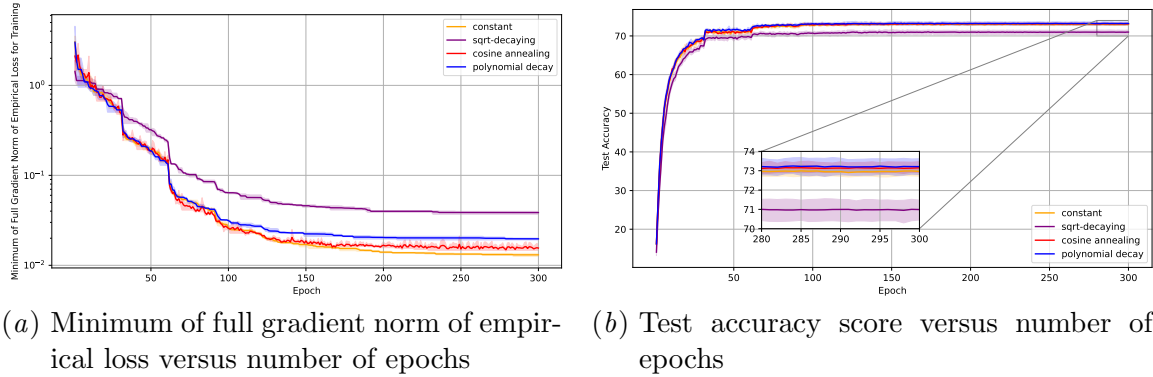 Minimum of Full Gradient Norm of Empirical Loss for Training
10⁰
10⁻¹
10⁻²
50
100
150
200
250
300
Epoch
constant
sqrt-decaying
cosine annealing
polynomial decay
(a) Minimum of full gradient norm of empir-
ical loss versus number of epochs
Test Accuracy
70
60
50
40
30
20
50
100
150
200
250
300
Epoch
74
73
72
71
70
280
285
290
295
300
constant
sqrt-decaying
cosine annealing
polynomial decay
(b) Test accuracy score versus number of
epochs